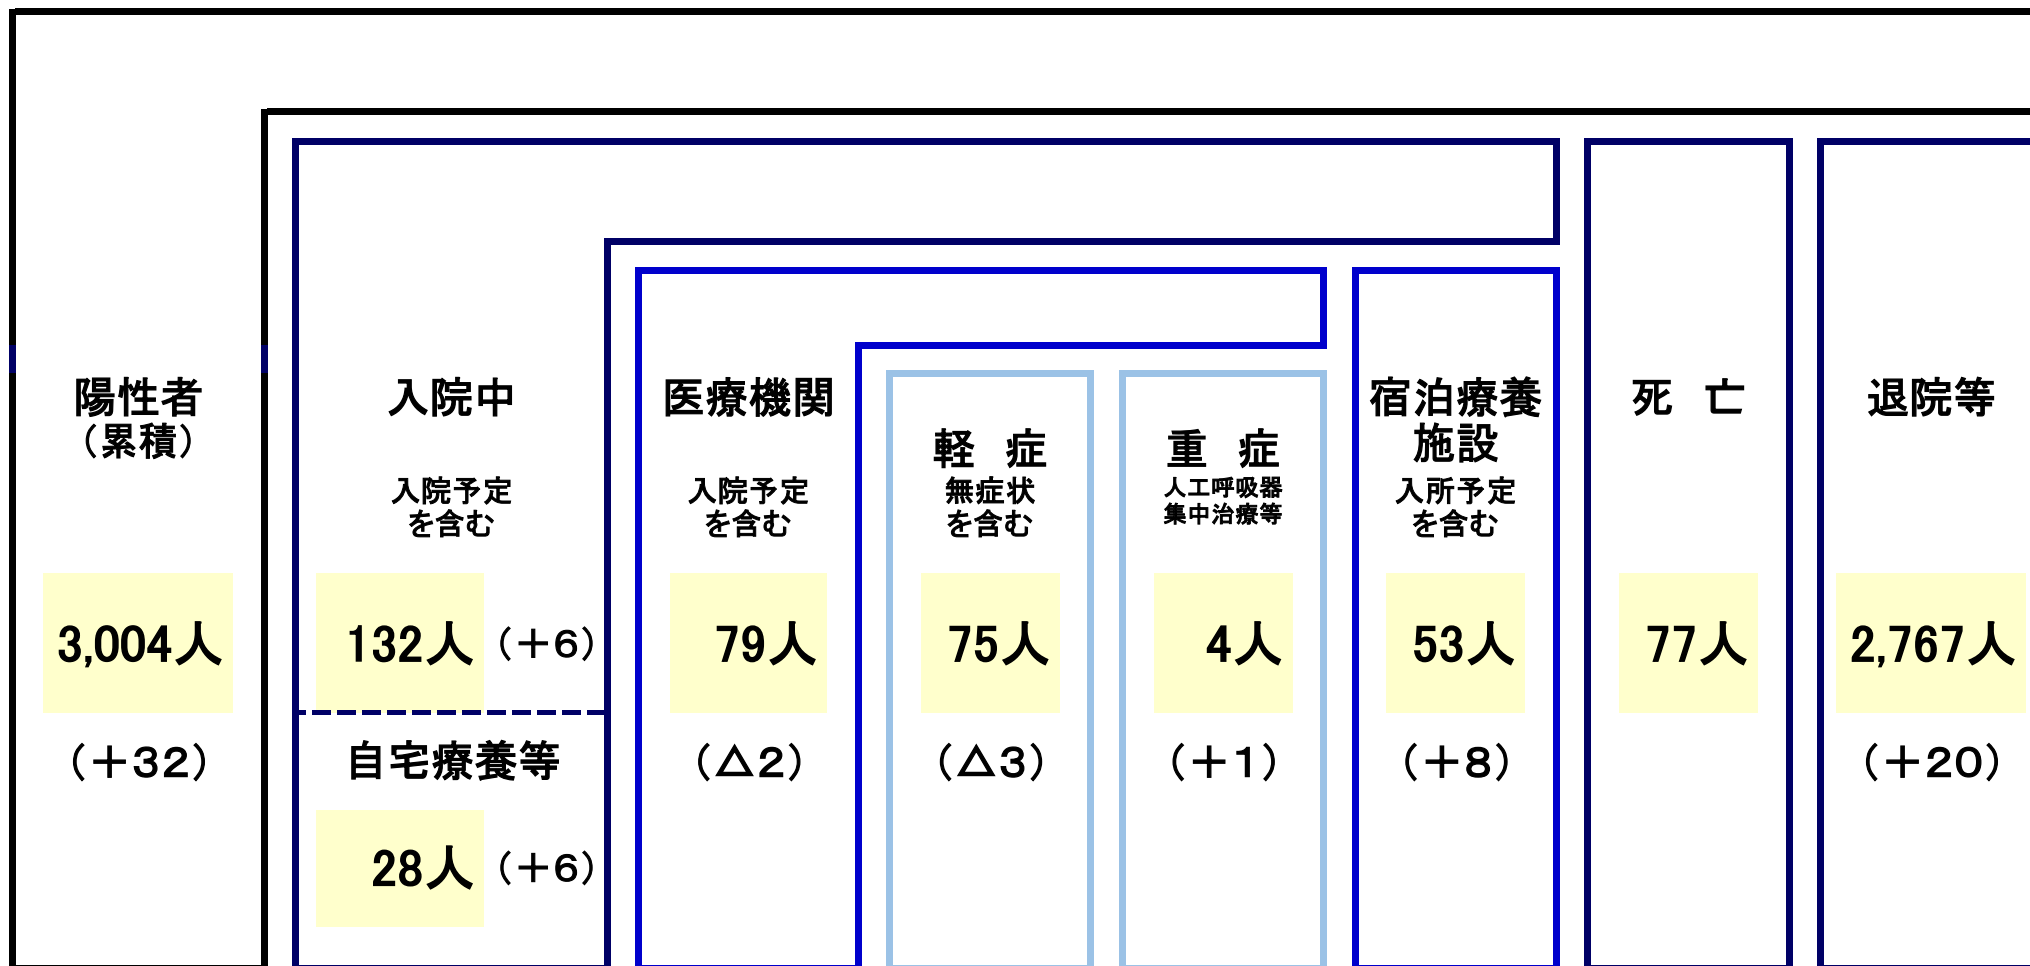 陽性者
（累積）
3,004人
（＋32）
入院中
入院予定
を含む
132人（＋6）
自宅療養等
28人（＋6）
医療機関
入院予定
を含む
79人
（△2）
軽　症
無症状
を含む
75人
（△3）
重　症
人工呼吸器
集中治療等
4人
（＋1）
宿泊療養
施設
入所予定
を含む
53人
（＋8）
死　亡
77人
退院等
2,767人
（＋20）